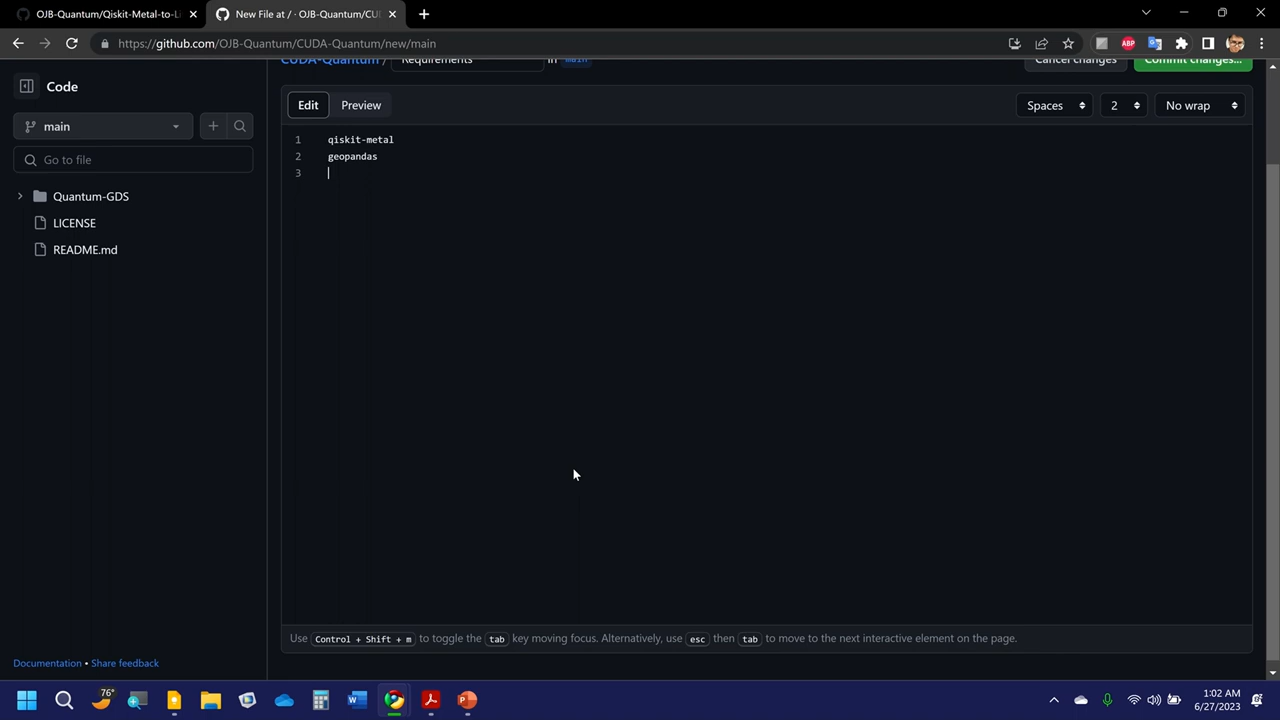 OJB-Quantum/Qiskit-Metal-to-Li
New File at / · OJB-Quantum/CU
https://github.com/OJB-Quantum/CUDA-Quantum/new/main
ABP
Code
CUDA-Quantum / Requirements in main
Cancel changes
Commit changes...
main
Edit
Preview
Spaces
2
No wrap
Go to file
1 qiskit-metal
2 geopandas
3
Quantum-GDS
LICENSE
README.md
Use Control + Shift + m to toggle the tab key moving focus. Alternatively, use esc then tab to move to the next interactive element on the page.
Documentation • Share feedback
76°
1:02 AM
6/27/2023